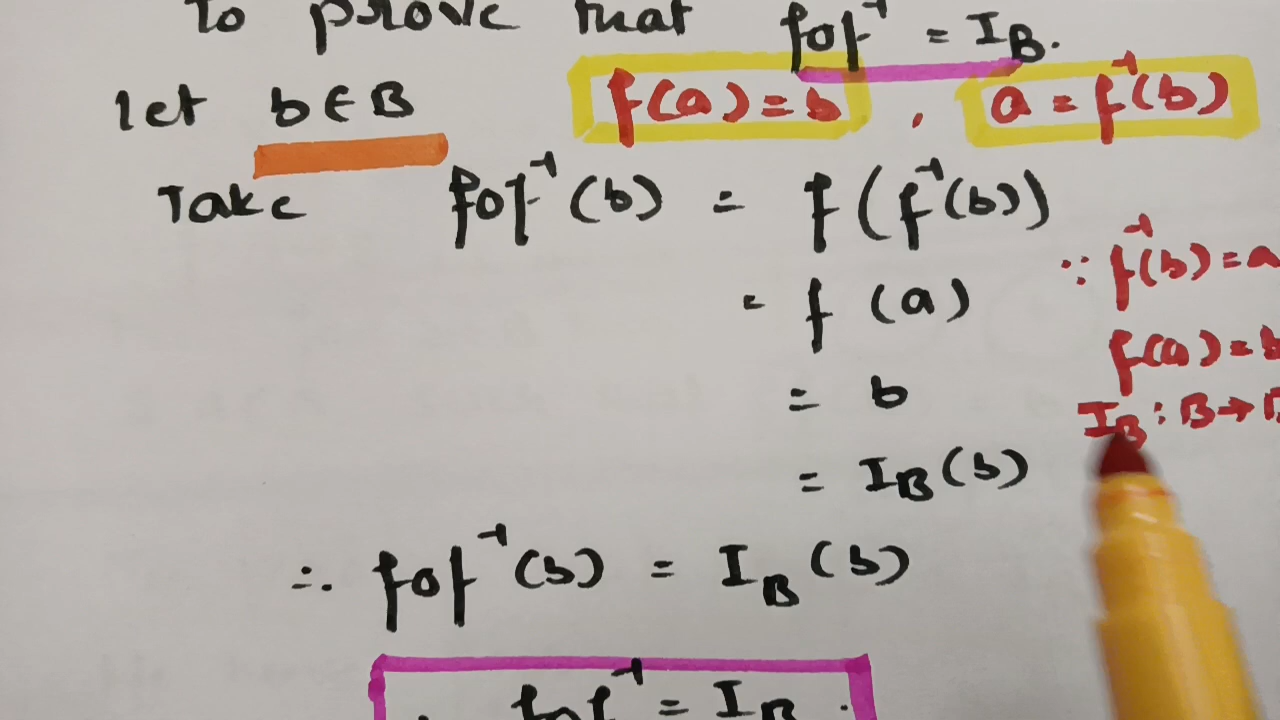 To prove that fof⁻¹ = I_B.
let b ∈ B f(a) = b , a = f⁻¹(b)
Take fof⁻¹(b) = f(f⁻¹(b))
∵ f⁻¹(b) = a
= f(a)
f(a) = b
= b
I_B : B → B
= I_B(b)
∴ fof⁻¹(b) = I_B(b)
∴ fof⁻¹ = I_B.